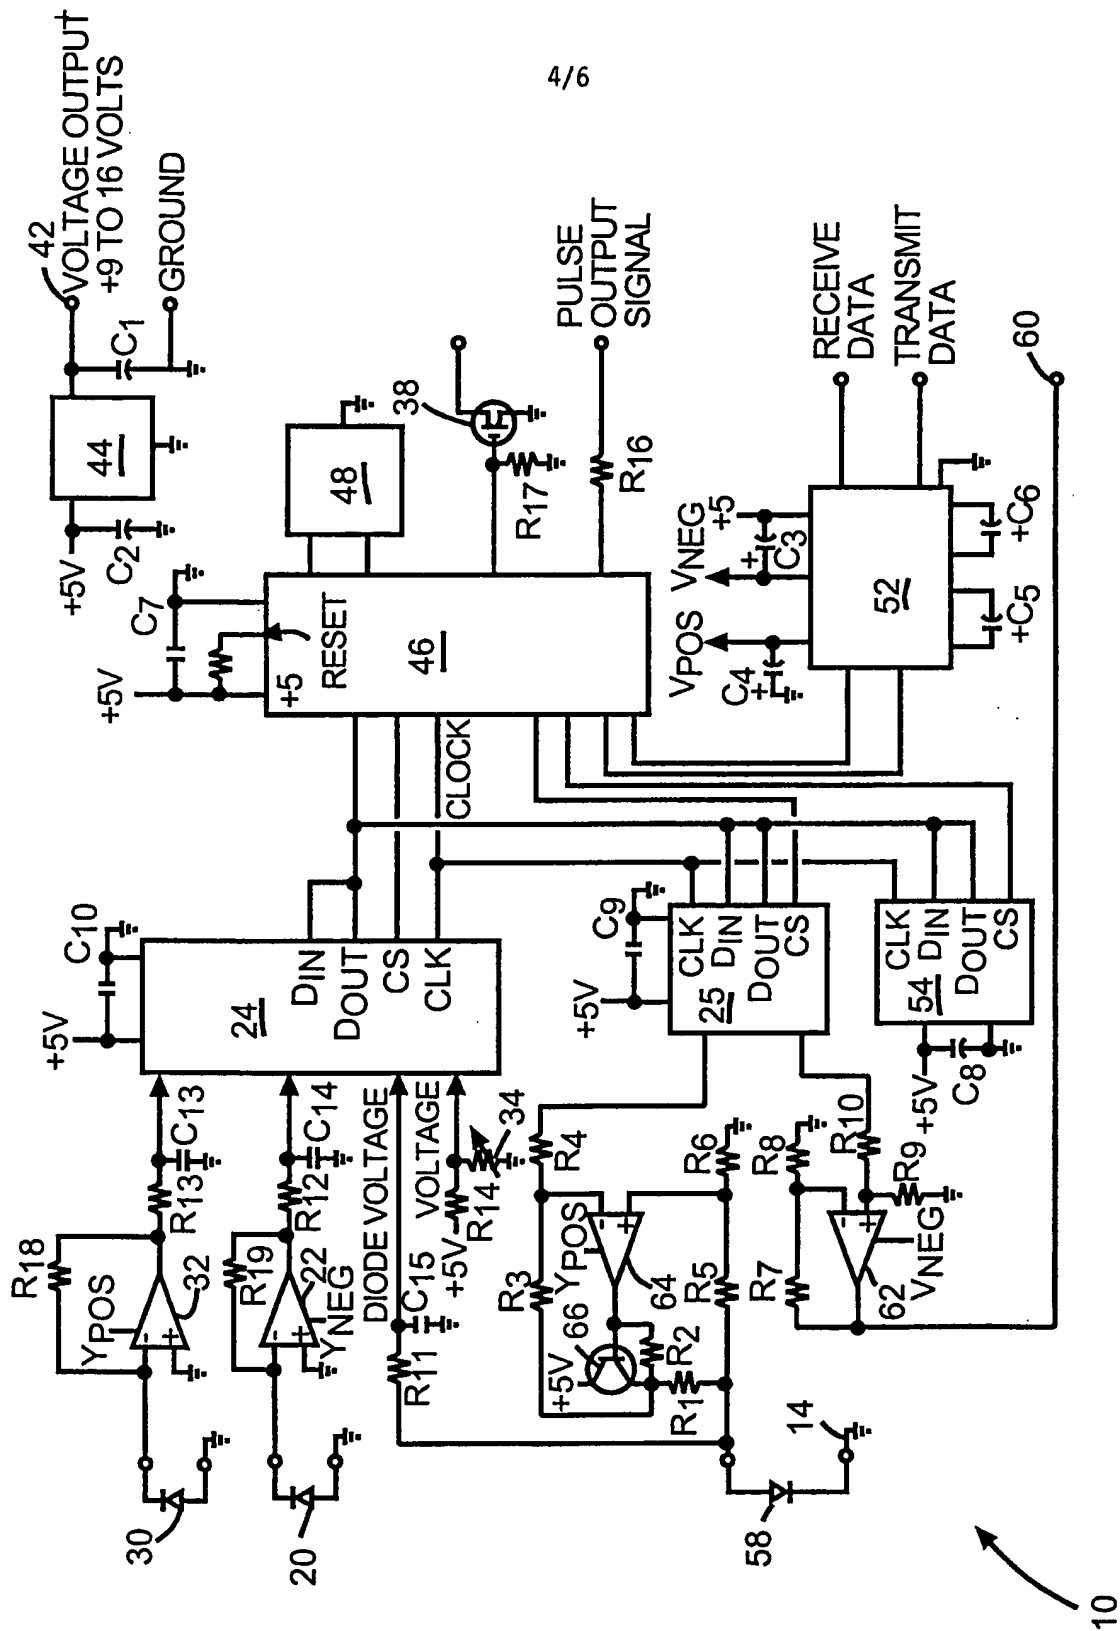 4/6
42
VOLTAGE OUTPUT
+9 TO 16 VOLTS
GROUND
C1
44
C2
+5V
C7
+5V
+5
RESET
46
48
38
R17
R16
PULSE
OUTPUT
SIGNAL
RECEIVE
DATA
TRANSMIT
DATA
60
VNEG
+5
C3
+
VPOS
C4
+
52
+C5
+C6
CLOCK
+5V
C10
24
DIN
DOUT
CS
CLK
R18
YPOS
-
+
32
R13
C13
30
R19
22
-
+
YNEG
R12
C14
20
DIODE VOLTAGE
C15
R11
VOLTAGE
+5V
R14
34
+5V
C9
25
CLK
DIN
DOUT
CS
54
CLK
DIN
DOUT
CS
+5V
C8
R4
R3
YPOS
-
+
64
66
+5V
R2
R1
R5
R6
R7
R8
R10
R9
-
+
62
VNEG
58
14
10